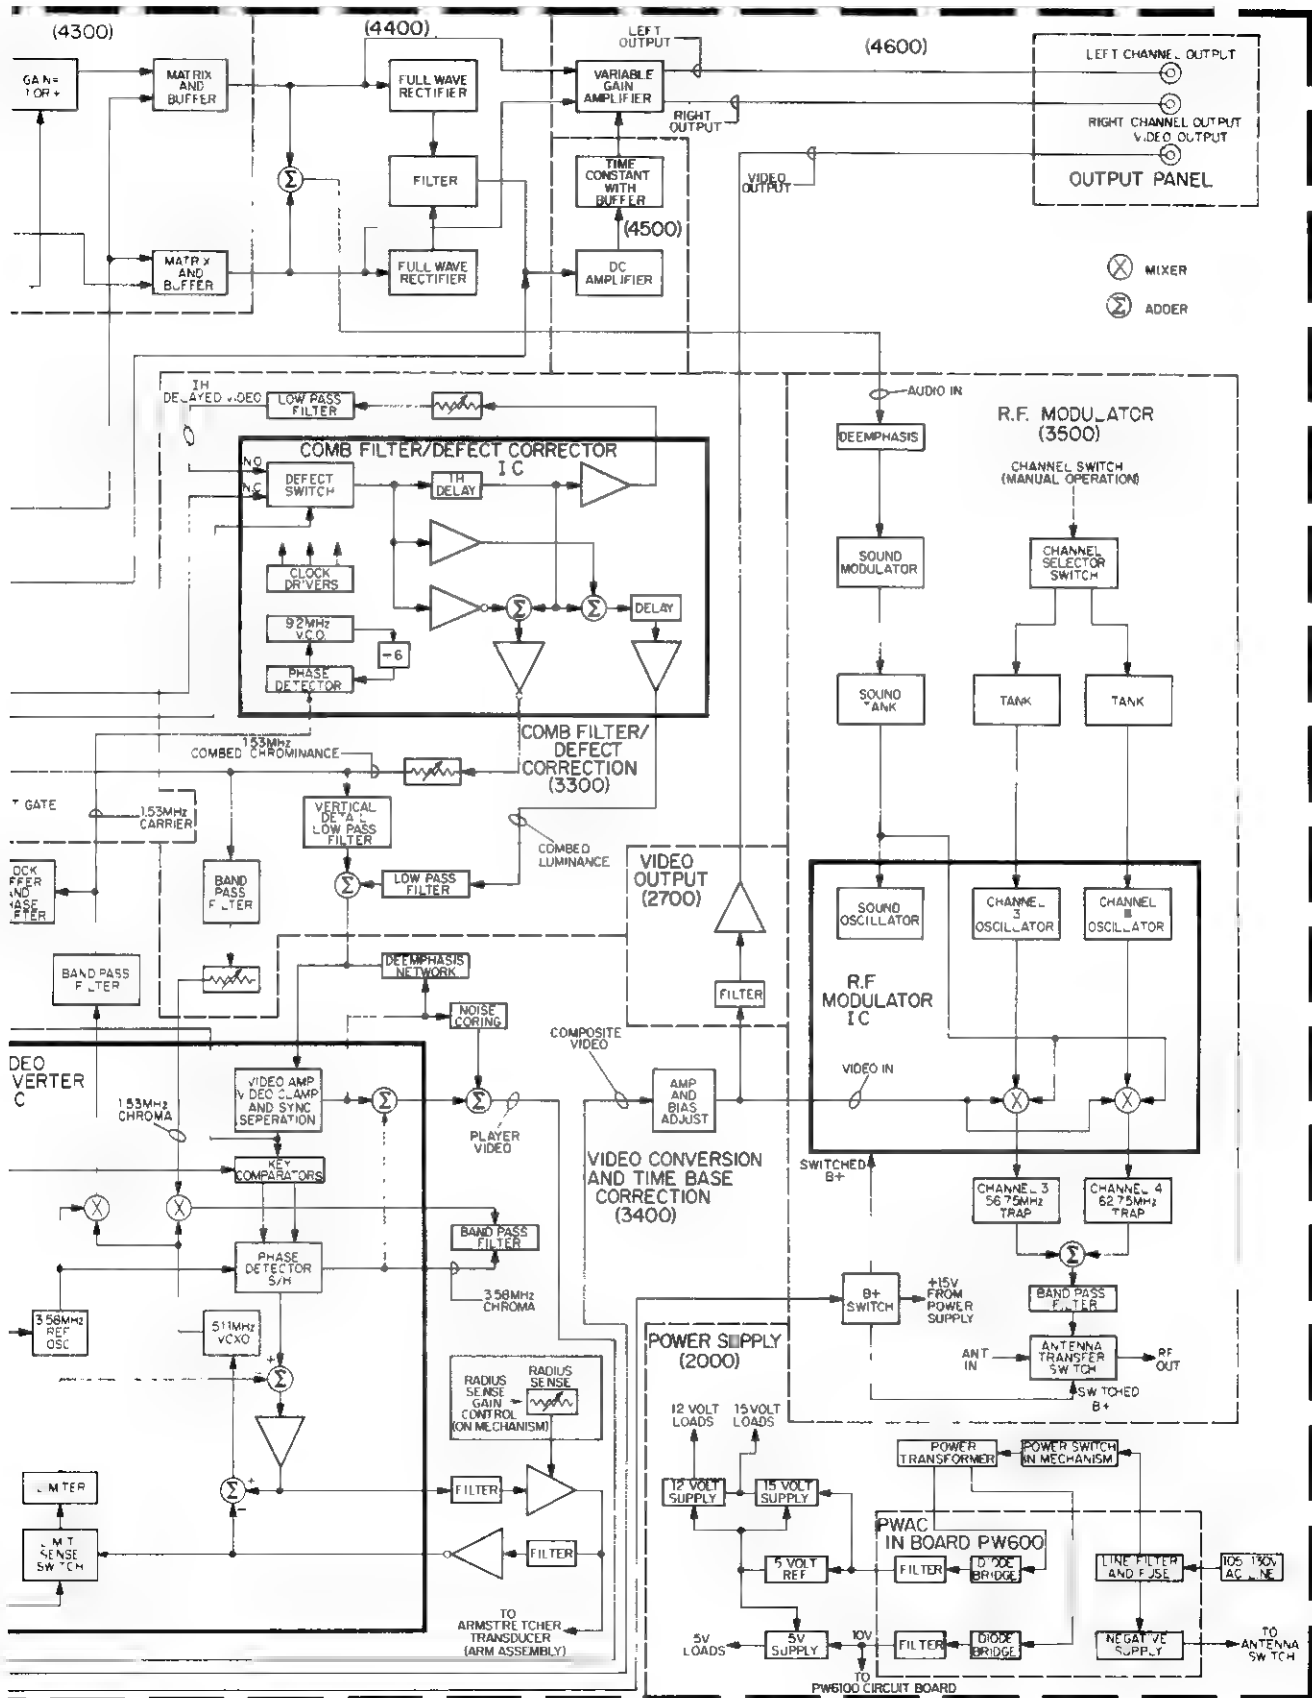 (4300)
(4400)
LEFT
OUTPUT
(4600)
LEFT CHANNEL OUTPUT
GAIN=
1 OR +
MATRIX
AND
BUFFER
FULL WAVE
RECTIFIER
VARIABLE
GAIN
AMPLIFIER
RIGHT
OUTPUT
RIGHT CHANNEL OUTPUT
VIDEO OUTPUT
Σ
FILTER
TIME
CONSTANT
WITH
BUFFER
VIDEO
OUTPUT
OUTPUT PANEL
(4500)
MATRIX
AND
BUFFER
FULL WAVE
RECTIFIER
DC
AMPLIFIER
MIXER
Σ ADDER
1H
DELAYED VIDEO
LOW PASS
FILTER
AUDIO IN
R.F. MODULATOR
(3500)
DEEMPHASIS
COMB FILTER/DEFECT CORRECTOR
IC
CHANNEL SWITCH
(MANUAL OPERATION)
NO
NC
DEFECT
SWITCH
1H
DELAY
SOUND
MODULATOR
CHANNEL
SELECTOR
SWITCH
CLOCK
DRIVERS
Σ
Σ
DELAY
9.2MHz
V.C.O.
-6
PHASE
DETECTOR
SOUND
TANK
TANK
TANK
1.53MHz
COMBED CHROMINANCE
COMB FILTER/
DEFECT
CORRECTION
(3300)
T GATE
1.53MHz
CARRIER
VERTICAL
DETAIL
LOW PASS
FILTER
COMBED
LUMINANCE
VIDEO
OUTPUT
(2700)
OCK
FFER
AND
HASE
BAND
PASS
FILTER
Σ
LOW PASS
FILTER
SOUND
OSCILLATOR
CHANNEL
3
OSCILLATOR
CHANNEL
OSCILLATOR
BAND PASS
FILTER
DEEMPHASIS
NETWORK
FILTER
R.F
MODULATOR
IC
NOISE
CORING
COMPOSITE
VIDEO
DEO
VERTER
C
VIDEO AMP
VIDEO CLAMP
AND SYNC
SEPERATION
AMP
AND
BIAS
ADJUST
VIDEO IN
1.53MHz
CHROMA
Σ
Σ
PLAYER
VIDEO
KEY
COMPARATORS
VIDEO CONVERSION
AND TIME BASE
CORRECTION
(3400)
SWITCHED
B+
CHANNEL 3
56.75MHz
TRAP
CHANNEL 4
62.75MHz
TRAP
BAND PASS
FILTER
PHASE
DETECTOR
S/H
Σ
3.58MHz
CHROMA
B+
SWITCH
+15V
FROM
POWER
SUPPLY
BAND PASS
FILTER
3.58MHz
REF
OSC
5.11MHz
VCXO
POWER SUPPLY
(2000)
ANT
IN
ANTENNA
TRANSFER
SWITCH
RF
OUT
+
-
Σ
RADIUS
SENSE
GAIN
CONTROL
(ON MECHANISM)
RADIUS
SENSE
SWITCHED
B+
12 VOLT
LOADS
15 VOLT
LOADS
POWER
TRANSFORMER
POWER SWITCH
IN MECHANISM
LIMITER
+
Σ
-
FILTER
12 VOLT
SUPPLY
15 VOLT
SUPPLY
PWAC
IN BOARD PW600
LIMIT
SENSE
SWITCH
FILTER
5 VOLT
REF
FILTER
DIODE
BRIDGE
LINE FILTER
AND FUSE
105 130V
AC LINE
TO
ARMSTRETCHER
TRANSDUCER
(ARM ASSEMBLY)
5V
LOADS
5V
SUPPLY
10V
FILTER
DIODE
BRIDGE
NEGATIVE
SUPPLY
TO
ANTENNA
SWITCH
TO
PW6100 CIRCUIT BOARD